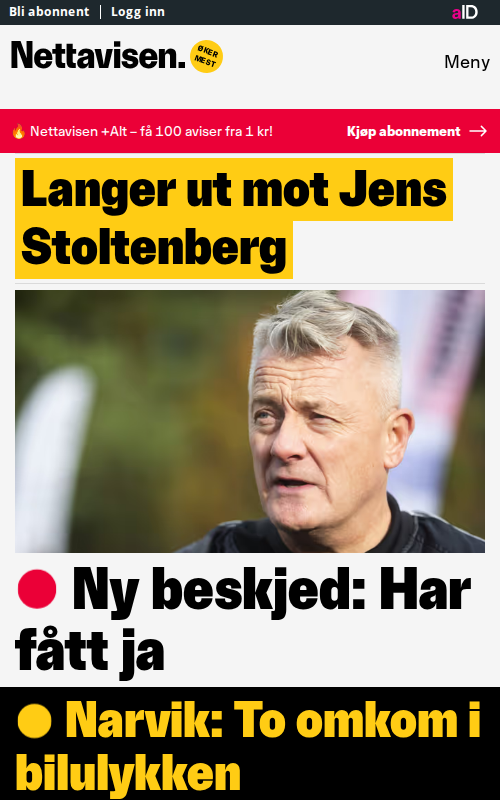 Bli abonnent | Logg inn aID
Nettavisen. ØKER MEST
Meny
🔥 Nettavisen +Alt – få 100 aviser fra 1 kr! Kjøp abonnement →
Langer ut mot Jens
Stoltenberg
Ny beskjed: Har
fått ja
Narvik: To omkom i
bilulykken